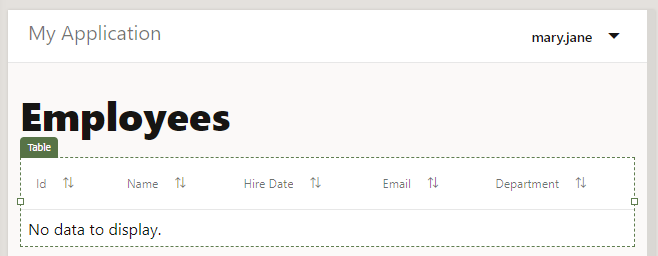 My Application
mary.jane
Employees
Table
Id Name Hire Date Email Department
No data to display.